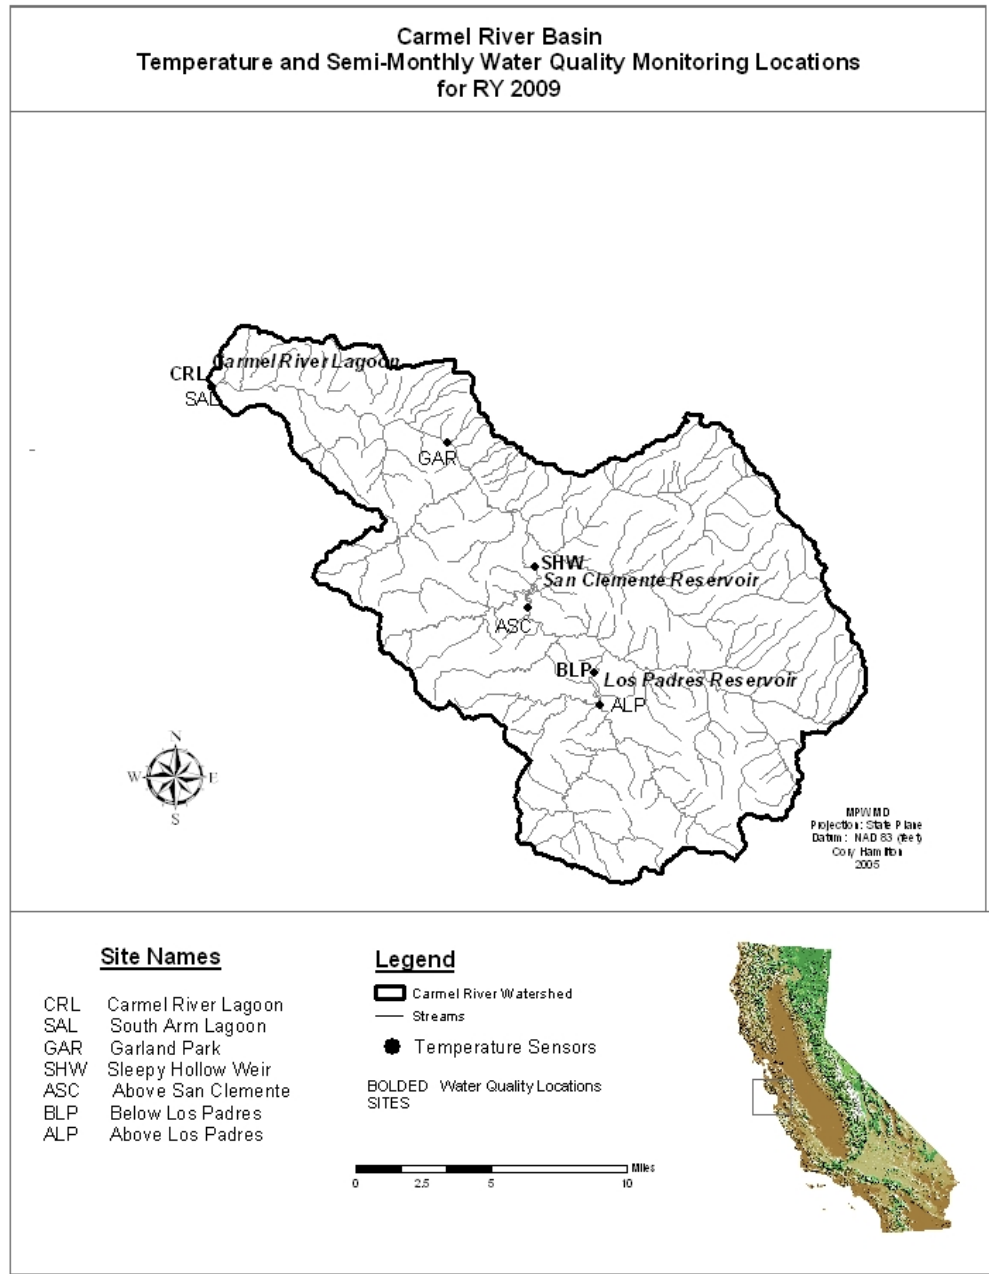 Carmel River Basin
Temperature and Semi-Monthly Water Quality Monitoring Locations
for RY 2009
Carmel River Lagoon
CRL
SAL
GAR
SHW
San Clemente Reservoir
ASC
BLP
Los Padres Reservoir
ALP
N
W E
S
MPWMD
Projection: State Plane
Datum: NAD 83 (feet)
Cory Hamilton
2005
Site Names
CRL Carmel River Lagoon
SAL South Arm Lagoon
GAR Garland Park
SHW Sleepy Hollow Weir
ASC Above San Clemente
BLP Below Los Padres
ALP Above Los Padres
Legend
Carmel River Watershed
Streams
Temperature Sensors
BOLDED Water Quality Locations
SITES
Miles
0 2.5 5 10